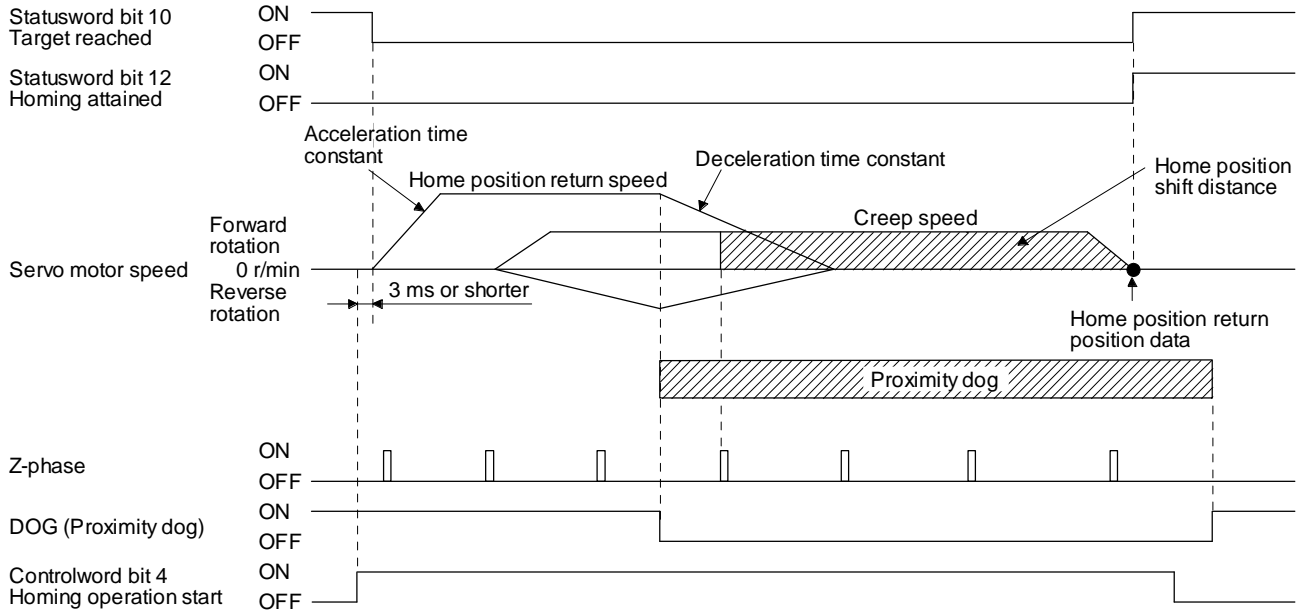 Statusword bit 10
Target reached
ON
OFF
Statusword bit 12
Homing attained
ON
OFF
Acceleration time
constant
Home position return speed
Deceleration time constant
Home position
shift distance
Creep speed
Forward
rotation
Servo motor speed
0 r/min
Reverse
rotation
3 ms or shorter
Home position return
position data
Proximity dog
Z-phase
ON
OFF
DOG (Proximity dog)
ON
OFF
Controlword bit 4
Homing operation start
ON
OFF